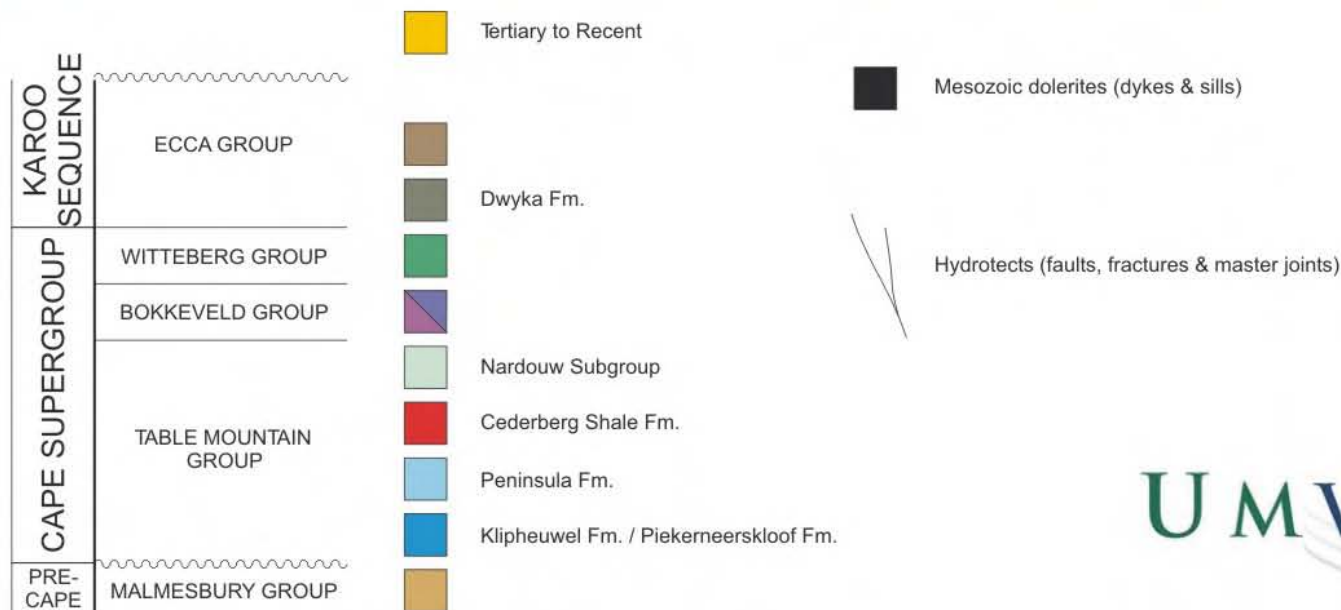 Tertiary to Recent
KAROO
SEQUENCE
ECCA GROUP
Dwyka Fm.
CAPE SUPERGROUP
WITTEBERG GROUP
BOKKEVELD GROUP
TABLE MOUNTAIN
GROUP
Nardouw Subgroup
Cederberg Shale Fm.
Peninsula Fm.
Klipheuwel Fm. / Piekerneerskloof Fm.
PRE-
CAPE
MALMESBURY GROUP
Mesozoic dolerites (dykes & sills)
Hydrotects (faults, fractures & master joints)
UM